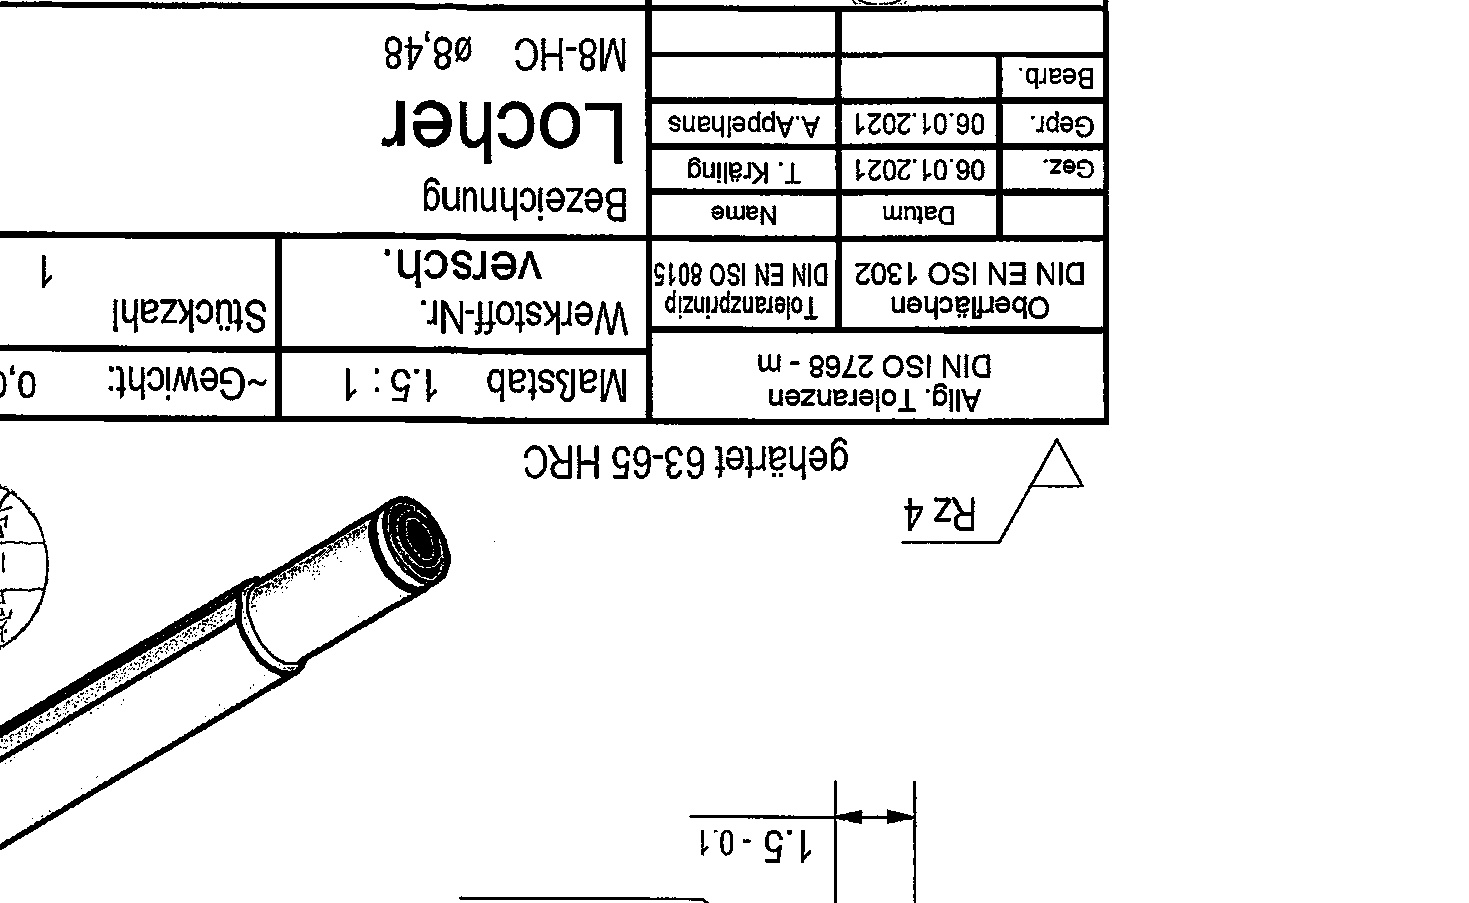 1.5 - 0.1
Rz 4
gehärtet 63-65 HRC
Allg. Toleranzen
DIN ISO 2768 - m
Maßstab 1.5 : 1
~Gewicht: 0,0
Oberflächen
DIN EN ISO 1302
Toleranzprinzip
DIN EN ISO 8015
Werkstoff-Nr.
versch.
Stückzahl
1
Datum Name
Gez. 06.01.2021 T. Kräling
Gepr. 06.01.2021 A.Appelhans
Bearb.
Bezeichnung
Locher
M8-HC ø8,48